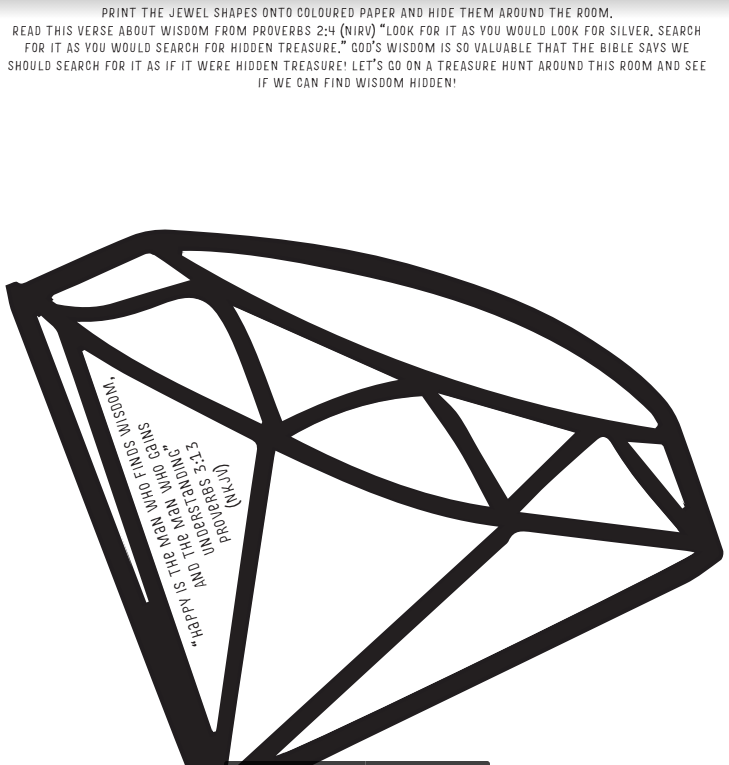 PRINT THE JEWEL SHAPES ONTO COLOURED PAPER AND HIDE THEM AROUND THE ROOM.
READ THIS VERSE ABOUT WISDOM FROM PROVERBS 2:4 (NIRV) “LOOK FOR IT AS YOU WOULD LOOK FOR SILVER. SEARCH
FOR IT AS YOU WOULD SEARCH FOR HIDDEN TREASURE.” GOD’S WISDOM IS SO VALUABLE THAT THE BIBLE SAYS WE
SHOULD SEARCH FOR IT AS IF IT WERE HIDDEN TREASURE! LET’S GO ON A TREASURE HUNT AROUND THIS ROOM AND SEE
IF WE CAN FIND WISDOM HIDDEN!
“HAPPY IS THE MAN WHO FINDS WISDOM,
AND THE MAN WHO GAINS
UNDERSTANDING”
PROVERBS 3:13
(NKJV)